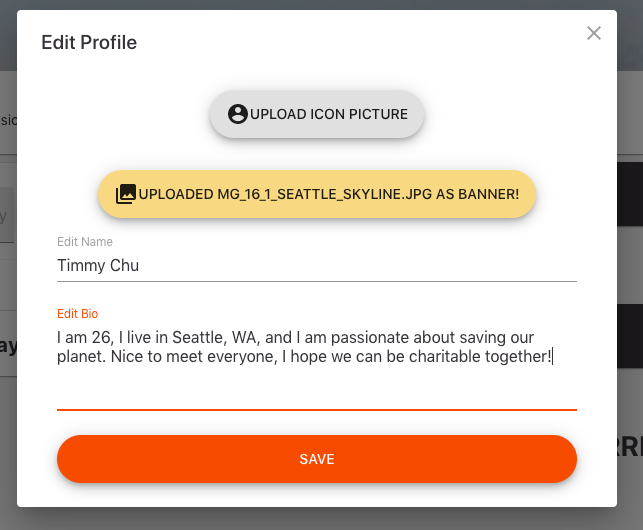 Edit Profile
UPLOAD ICON PICTURE
UPLOADED MG_16_1_SEATTLE_SKYLINE.JPG AS BANNER!
Edit Name
Timmy Chu
Edit Bio
I am 26, I live in Seattle, WA, and I am passionate about saving our
planet. Nice to meet everyone, I hope we can be charitable together!
SAVE